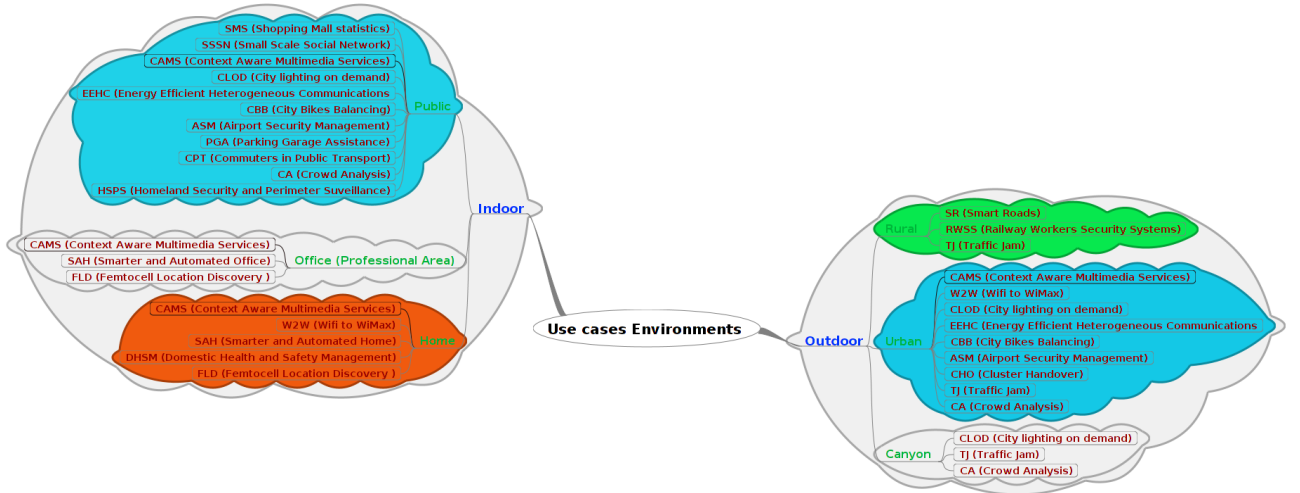 SMS (Shopping Mall statistics)
SSSN (Small Scale Social Network)
CAMS (Context Aware Multimedia Services)
CLOD (City lighting on demand)
EEHC (Energy Efficient Heterogeneous Communications
CBB (City Bikes Balancing)
ASM (Airport Security Management)
PGA (Parking Garage Assistance)
CPT (Commuters in Public Transport)
CA (Crowd Analysis)
HSPS (Homeland Security and Perimeter Suveillance)
Public
Indoor
CAMS (Context Aware Multimedia Services)
SAH (Smarter and Automated Office)
FLD (Femtocell Location Discovery )
Office (Professional Area)
CAMS (Context Aware Multimedia Services)
W2W (Wifi to WiMax)
SAH (Smarter and Automated Home)
DHSM (Domestic Health and Safety Management)
FLD (Femtocell Location Discovery )
Home
Use cases Environments
Outdoor
Rural
SR (Smart Roads)
RWSS (Railway Workers Security Systems)
TJ (Traffic Jam)
Urban
CAMS (Context Aware Multimedia Services)
W2W (Wifi to WiMax)
CLOD (City lighting on demand)
EEHC (Energy Efficient Heterogeneous Communications
CBB (City Bikes Balancing)
ASM (Airport Security Management)
CHO (Cluster Handover)
TJ (Traffic Jam)
CA (Crowd Analysis)
Canyon
CLOD (City lighting on demand)
TJ (Traffic Jam)
CA (Crowd Analysis)